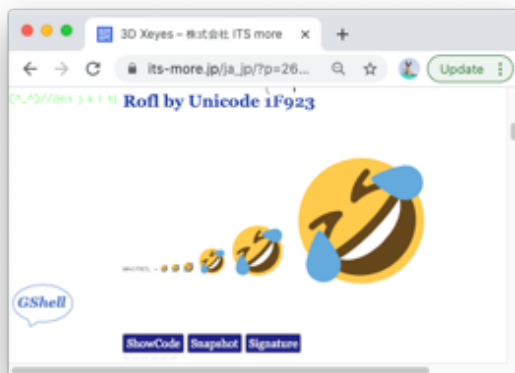 3D Xeyes – 株式会社 ITS more
its-more.jp/ja_jp/?p=26...
Update
Rofl by Unicode 1F923
GShell
ShowCode Snapshot Signature